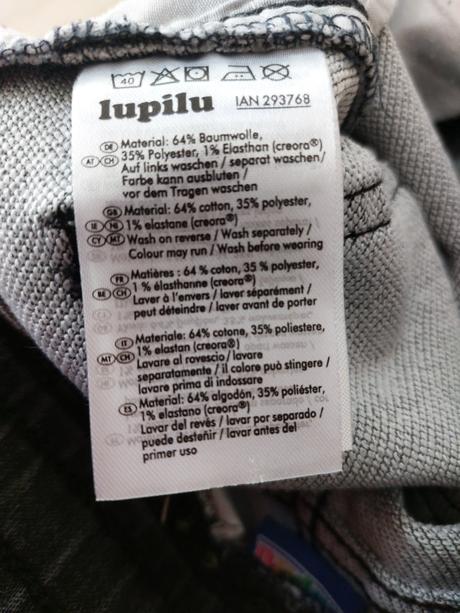 40
lupilu IAN 293768
DE Material: 64% Baumwolle,
AT CH 35% Polyester, 1% Elasthan (creora®)
Auf links waschen / separat waschen/
Farbe kann ausbluten /
vor dem Tragen waschen
GB Material: 64% cotton, 35% polyester,
IE NI 1% elastane (creora®)
CY MT Wash on reverse / Wash separately /
Colour may run / Wash before wearing
FR Matières : 64 % coton, 35 % polyester,
BE CH 1 % élasthanne (creora®)
Laver à l'envers / laver séparément /
peut déteindre / laver avant de porter
IT Materiale: 64% cotone, 35% poliestere,
MT CH 1% elastan (creora®)
Lavare al rovescio / lavare
separatamente / il colore può stingere /
lavare prima di indossare
ES Material: 64% algodón, 35% poliéster,
1% elastano (creora®)
Lavar del revés / lavar por separado /
puede desteñir / lavar antes del
primer uso